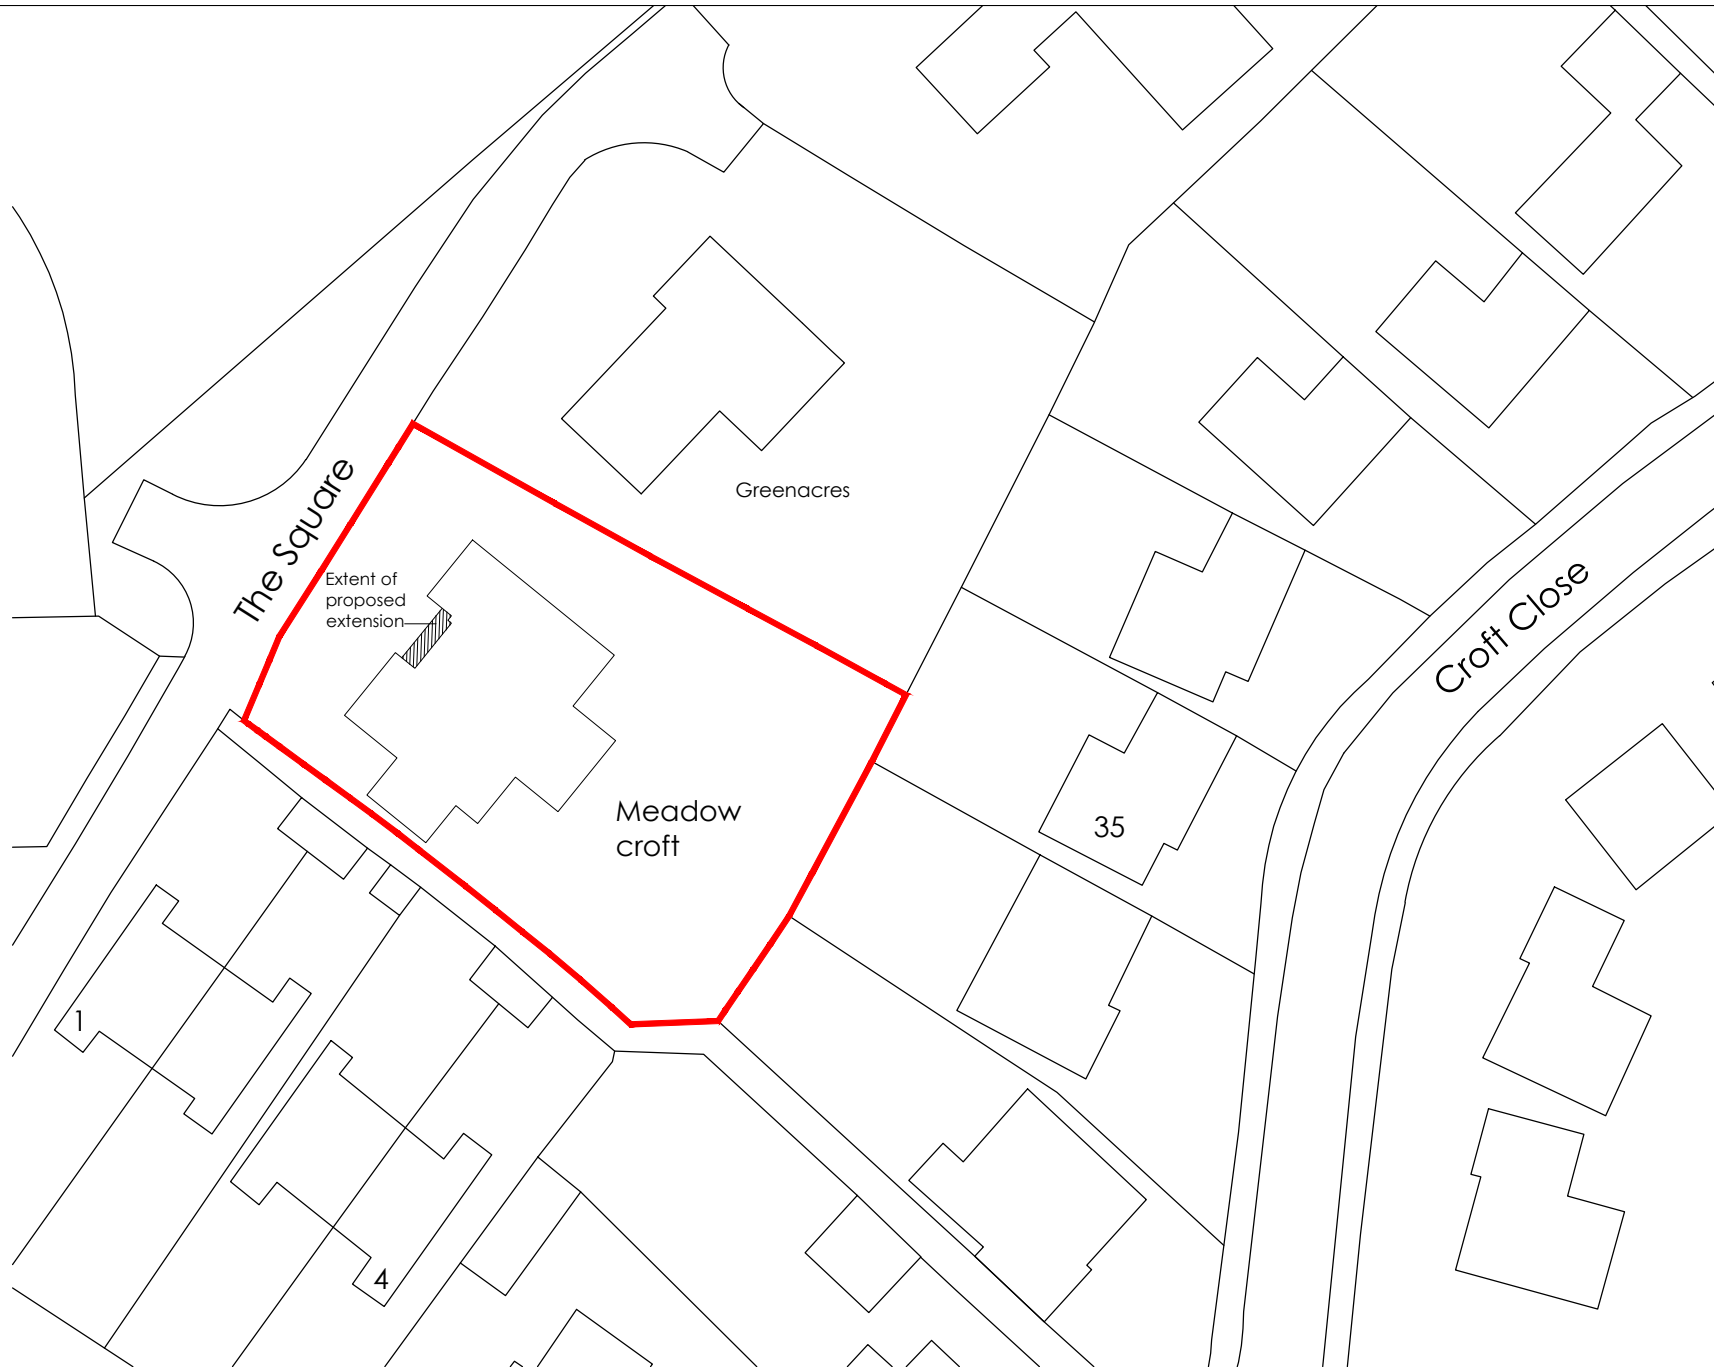 Greenacres
The Square
Extent of
proposed
extension
Croft Close
Meadow
croft
35
1
4